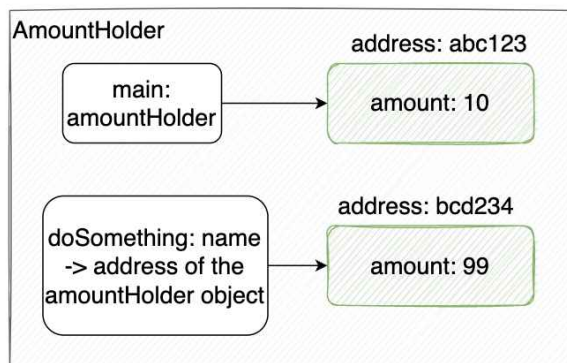 AmountHolder
address: abc123
main:
amountHolder
amount: 10
address: bcd234
doSomething: name
-> address of the
amountHolder object
amount: 99